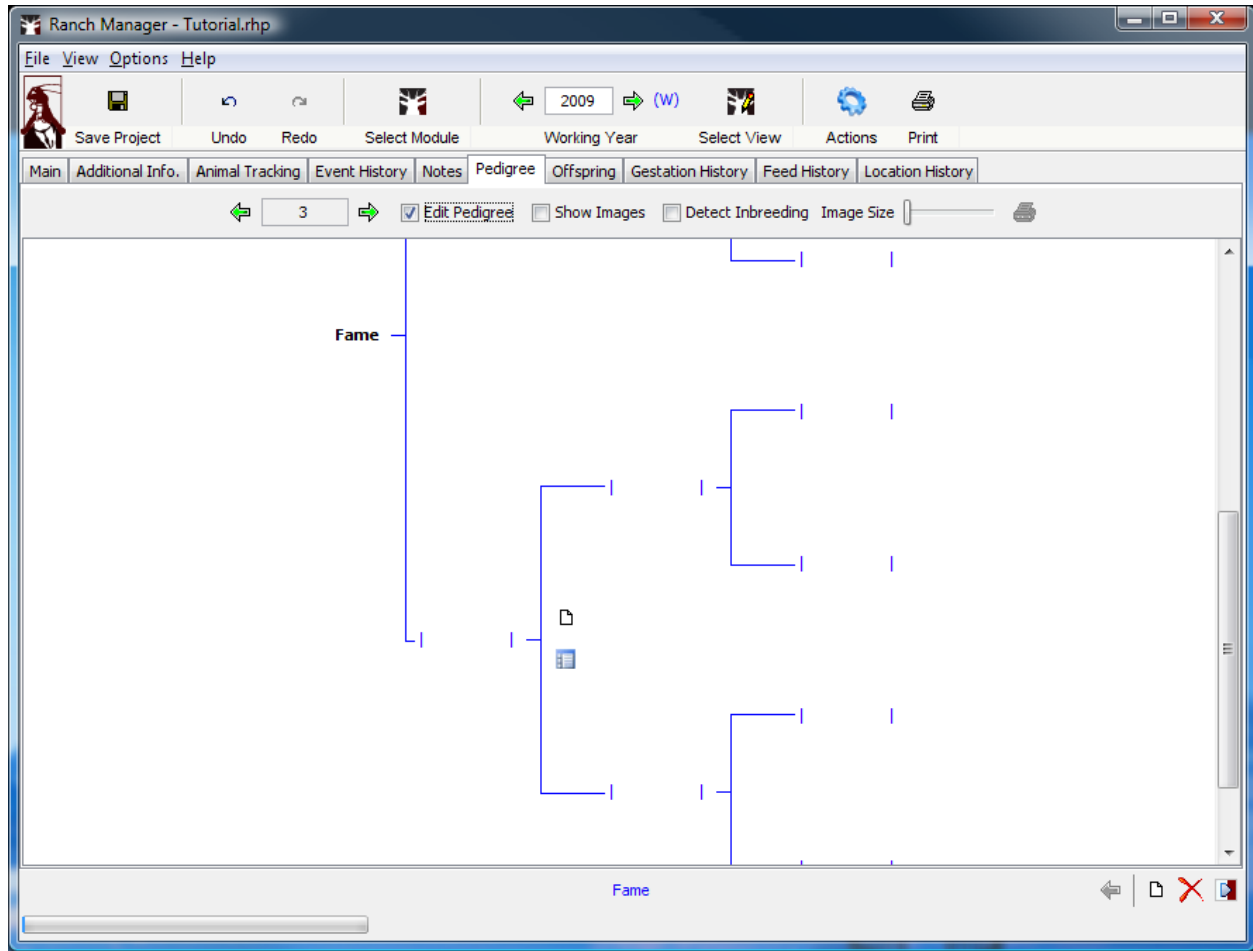 Ranch Manager - Tutorial.rhp
File View Options Help
2009 (W)
Save Project Undo Redo Select Module Working Year Select View Actions Print
Main Additional Info. Animal Tracking Event History Notes Pedigree Offspring Gestation History Feed History Location History
3 Edit Pedigree Show Images Detect Inbreeding Image Size
Fame
Fame